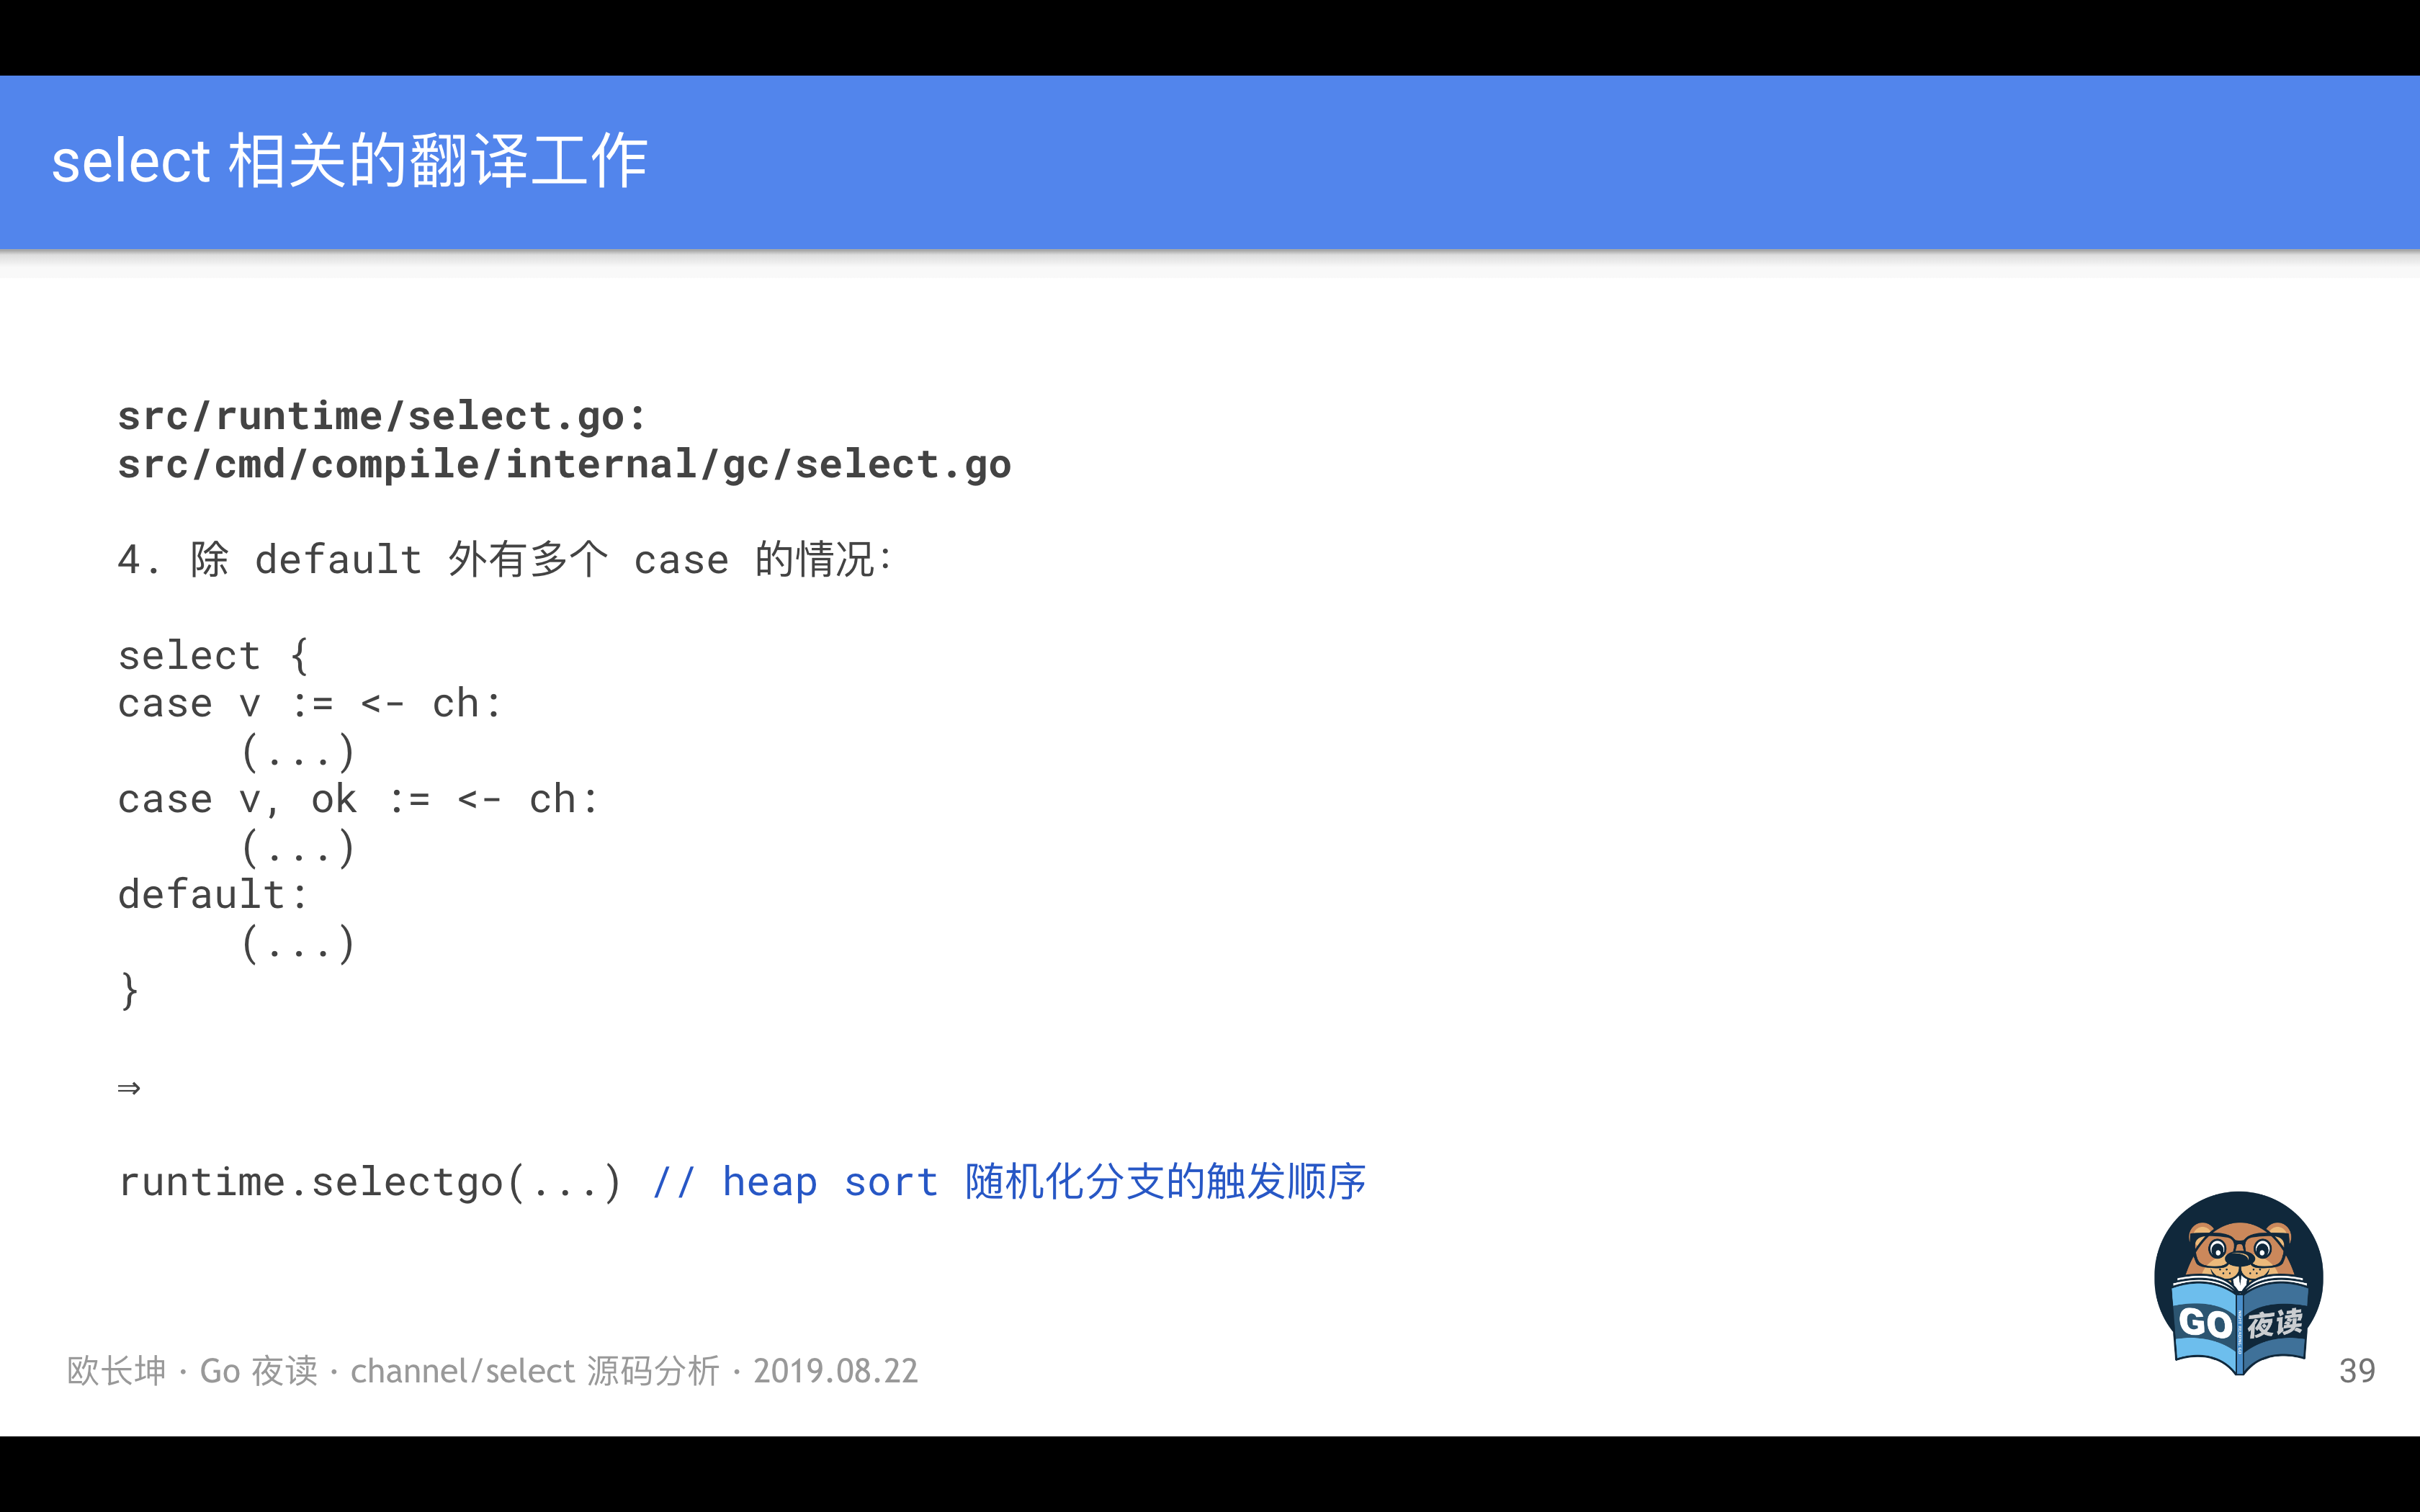 select 相关的翻译工作
src/runtime/select.go:
src/cmd/compile/internal/gc/select.go
4. 除 default 外有多个 case 的情况:
select {
case v := <- ch:
(...)
case v, ok := <- ch:
(...)
default:
(...)
}
⇒
runtime.selectgo(...) // heap sort 随机化分支的触发顺序
GO 夜读
欧长坤 · Go 夜读 · channel/select 源码分析 · 2019.08.22
39